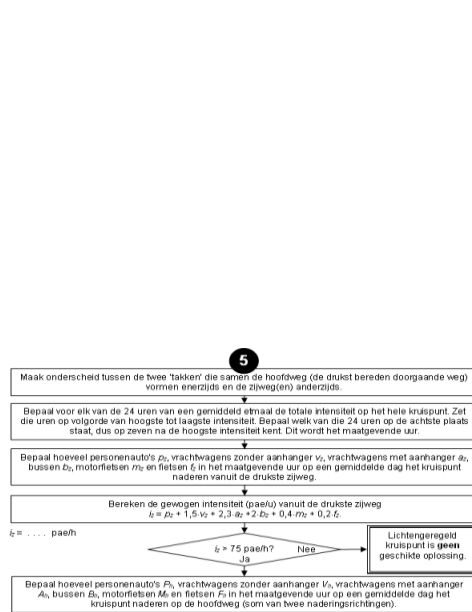 5
Maak onderscheid tussen de twee 'takken' die samen de hoofdweg (de drukst bereden doorgaande weg)
vormen enerzijds en de zijweg(en) anderzijds.
Bepaal voor elk van de 24 uren van een gemiddeld etmaal de totale intensiteit op het hele kruispunt. Zet
die uren op volgorde van hoogste tot laagste intensiteit. Bepaal welk van die 24 uren op de achtste plaats
staat, dus op zeven na de hoogste intensiteit kent. Dit wordt het maatgevende uur.
Bepaal hoeveel personenauto's pz, vrachtwagens zonder aanhanger vz, vrachtwagens met aanhanger az,
bussen bz, motorfietsen mz en fietsen fz in het maatgevende uur op een gemiddelde dag het kruispunt
naderen vanuit de drukste zijweg.
Bereken de gewogen intensiteit (pae/u) vanuit de drukste zijweg
Iz = pz + 1,5·vz + 2,3·az +2·bz + 0,4·mz + 0,2·fz.
Iz = . . . . pae/h
Iz > 75 pae/h? Nee
Ja
Lichtengeregeld
kruispunt is geen
geschikte oplossing.
Bepaal hoeveel personenauto's Ph, vrachtwagens zonder aanhanger Vh, vrachtwagens met aanhanger
Ah, bussen Bh, motorfietsen Mh en fietsen Fh in het maatgevende uur op een gemiddelde dag het
kruispunt naderen op de hoofdweg (som van twee naderingsrichtingen).